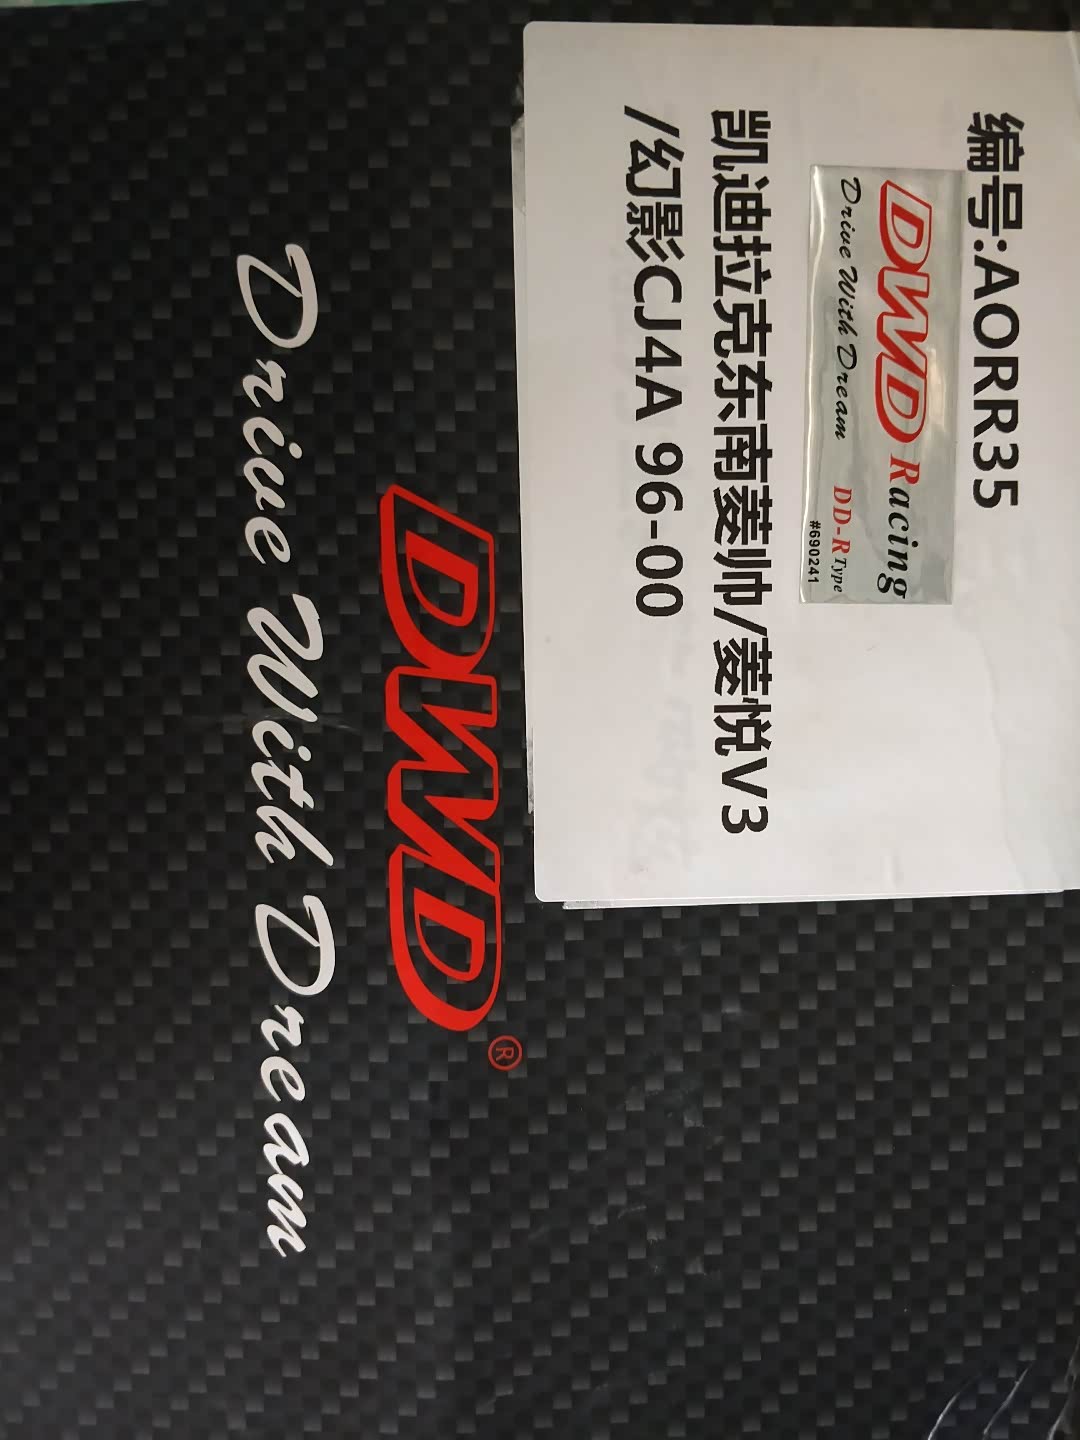 编号:AORR35
DWD Racing
Drive With Dream DD-R Type
#690241
凯迪拉克东南菱帅/菱悦V3
/幻影CJ4A 96-00
DWD®
Drive With Dream